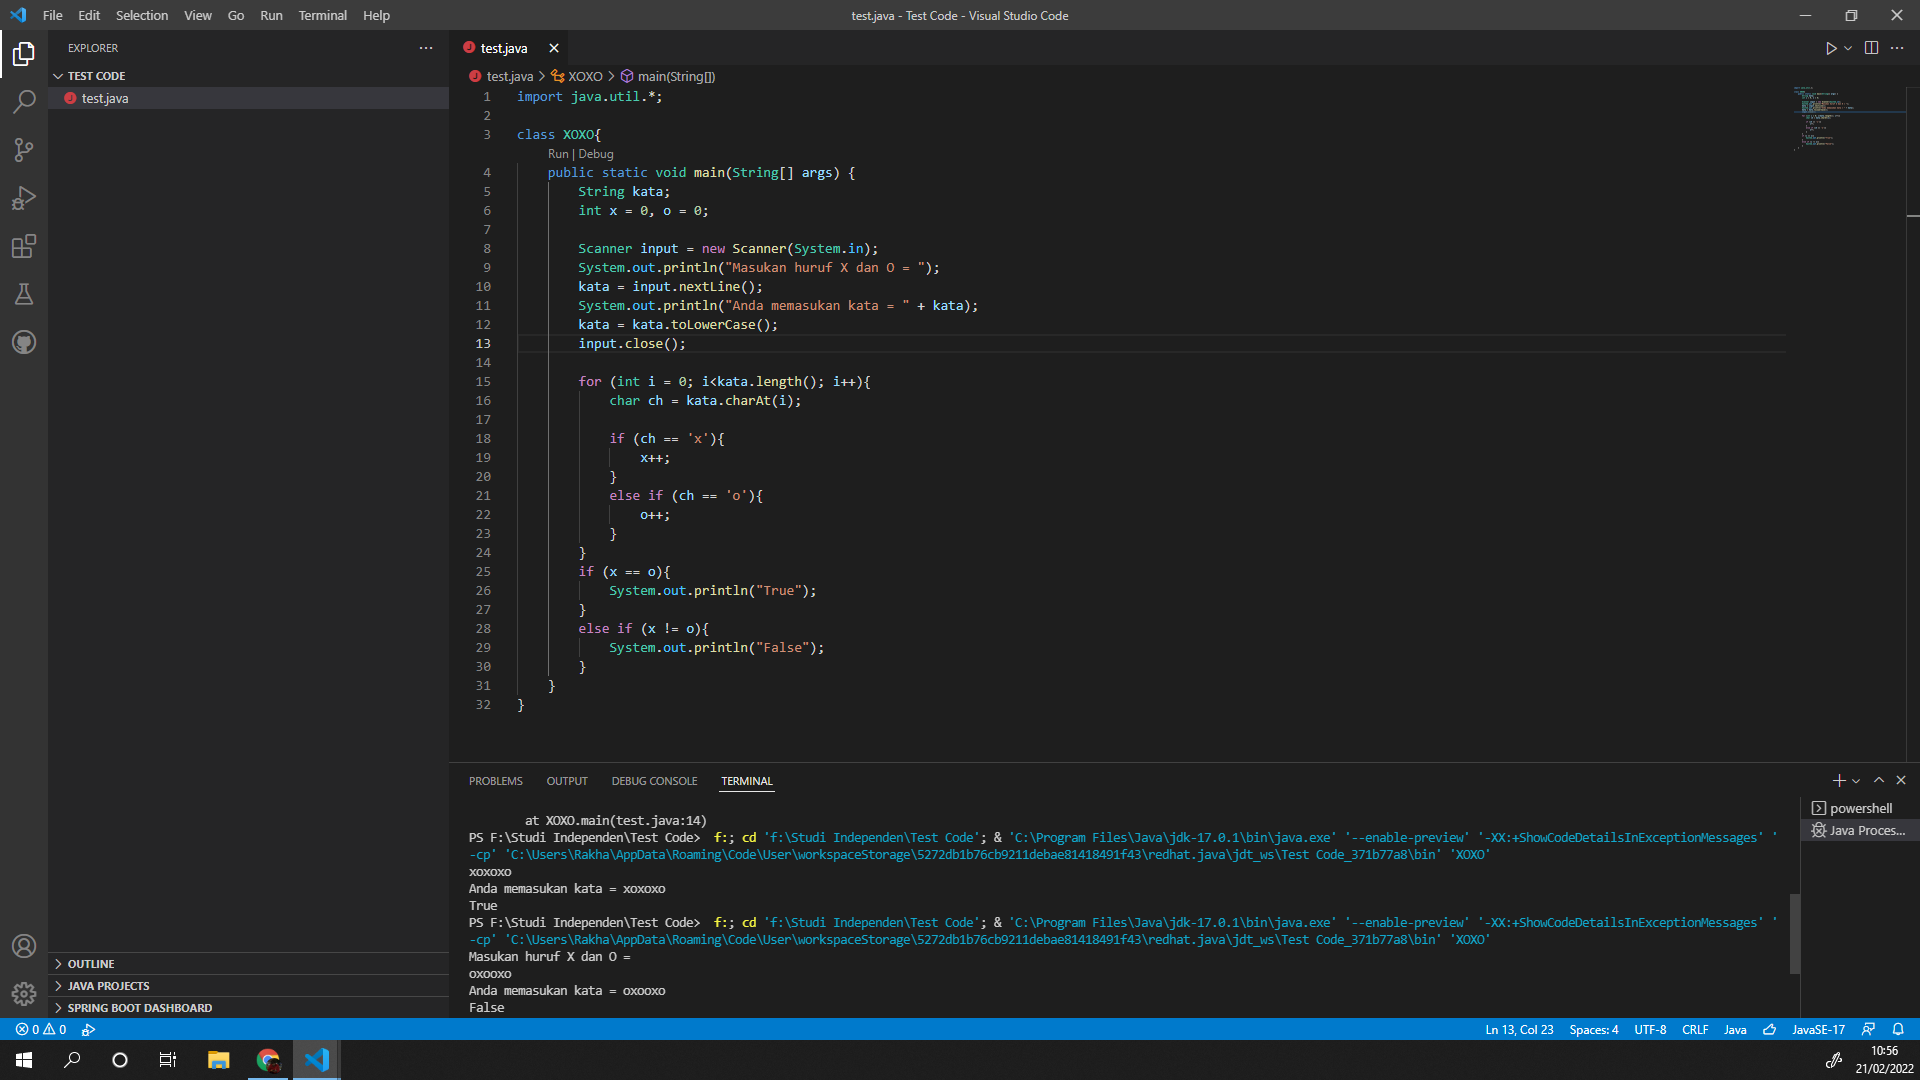 File Edit Selection View Go Run Terminal Help
test.java - Test Code - Visual Studio Code
EXPLORER
TEST CODE
test.java
OUTLINE
JAVA PROJECTS
SPRING BOOT DASHBOARD
test.java
test.java > XOXO > main(String[])
1 import java.util.*;
2
3 class XOXO{
Run | Debug
4 public static void main(String[] args) {
5 String kata;
6 int x = 0, o = 0;
7
8 Scanner input = new Scanner(System.in);
9 System.out.println("Masukan huruf X dan O = ");
10 kata = input.nextLine();
11 System.out.println("Anda memasukan kata = " + kata);
12 kata = kata.toLowerCase();
13 input.close();
14
15 for (int i = 0; i<kata.length(); i++){
16 char ch = kata.charAt(i);
17
18 if (ch == 'x'){
19 x++;
20 }
21 else if (ch == 'o'){
22 o++;
23 }
24 }
25 if (x == o){
26 System.out.println("True");
27 }
28 else if (x != o){
29 System.out.println("False");
30 }
31 }
32 }
PROBLEMS OUTPUT DEBUG CONSOLE TERMINAL
at XOXO.main(test.java:14)
PS F:\Studi Independen\Test Code> f:; cd 'f:\Studi Independen\Test Code'; & 'C:\Program Files\Java\jdk-17.0.1\bin\java.exe' '--enable-preview' '-XX:+ShowCodeDetailsInExceptionMessages' '
-cp' 'C:\Users\Rakha\AppData\Roaming\Code\User\workspaceStorage\5272db1b76cb9211debae81418491f43\redhat.java\jdt_ws\Test Code_371b77a8\bin' 'XOXO'
xoxoxo
Anda memasukan kata = xoxoxo
True
PS F:\Studi Independen\Test Code> f:; cd 'f:\Studi Independen\Test Code'; & 'C:\Program Files\Java\jdk-17.0.1\bin\java.exe' '--enable-preview' '-XX:+ShowCodeDetailsInExceptionMessages' '
-cp' 'C:\Users\Rakha\AppData\Roaming\Code\User\workspaceStorage\5272db1b76cb9211debae81418491f43\redhat.java\jdt_ws\Test Code_371b77a8\bin' 'XOXO'
Masukan huruf X dan O =
oxooxo
Anda memasukan kata = oxooxo
False
powershell
Java Proces...
0 0
Ln 13, Col 23 Spaces: 4 UTF-8 CRLF Java JavaSE-17
10:56
21/02/2022